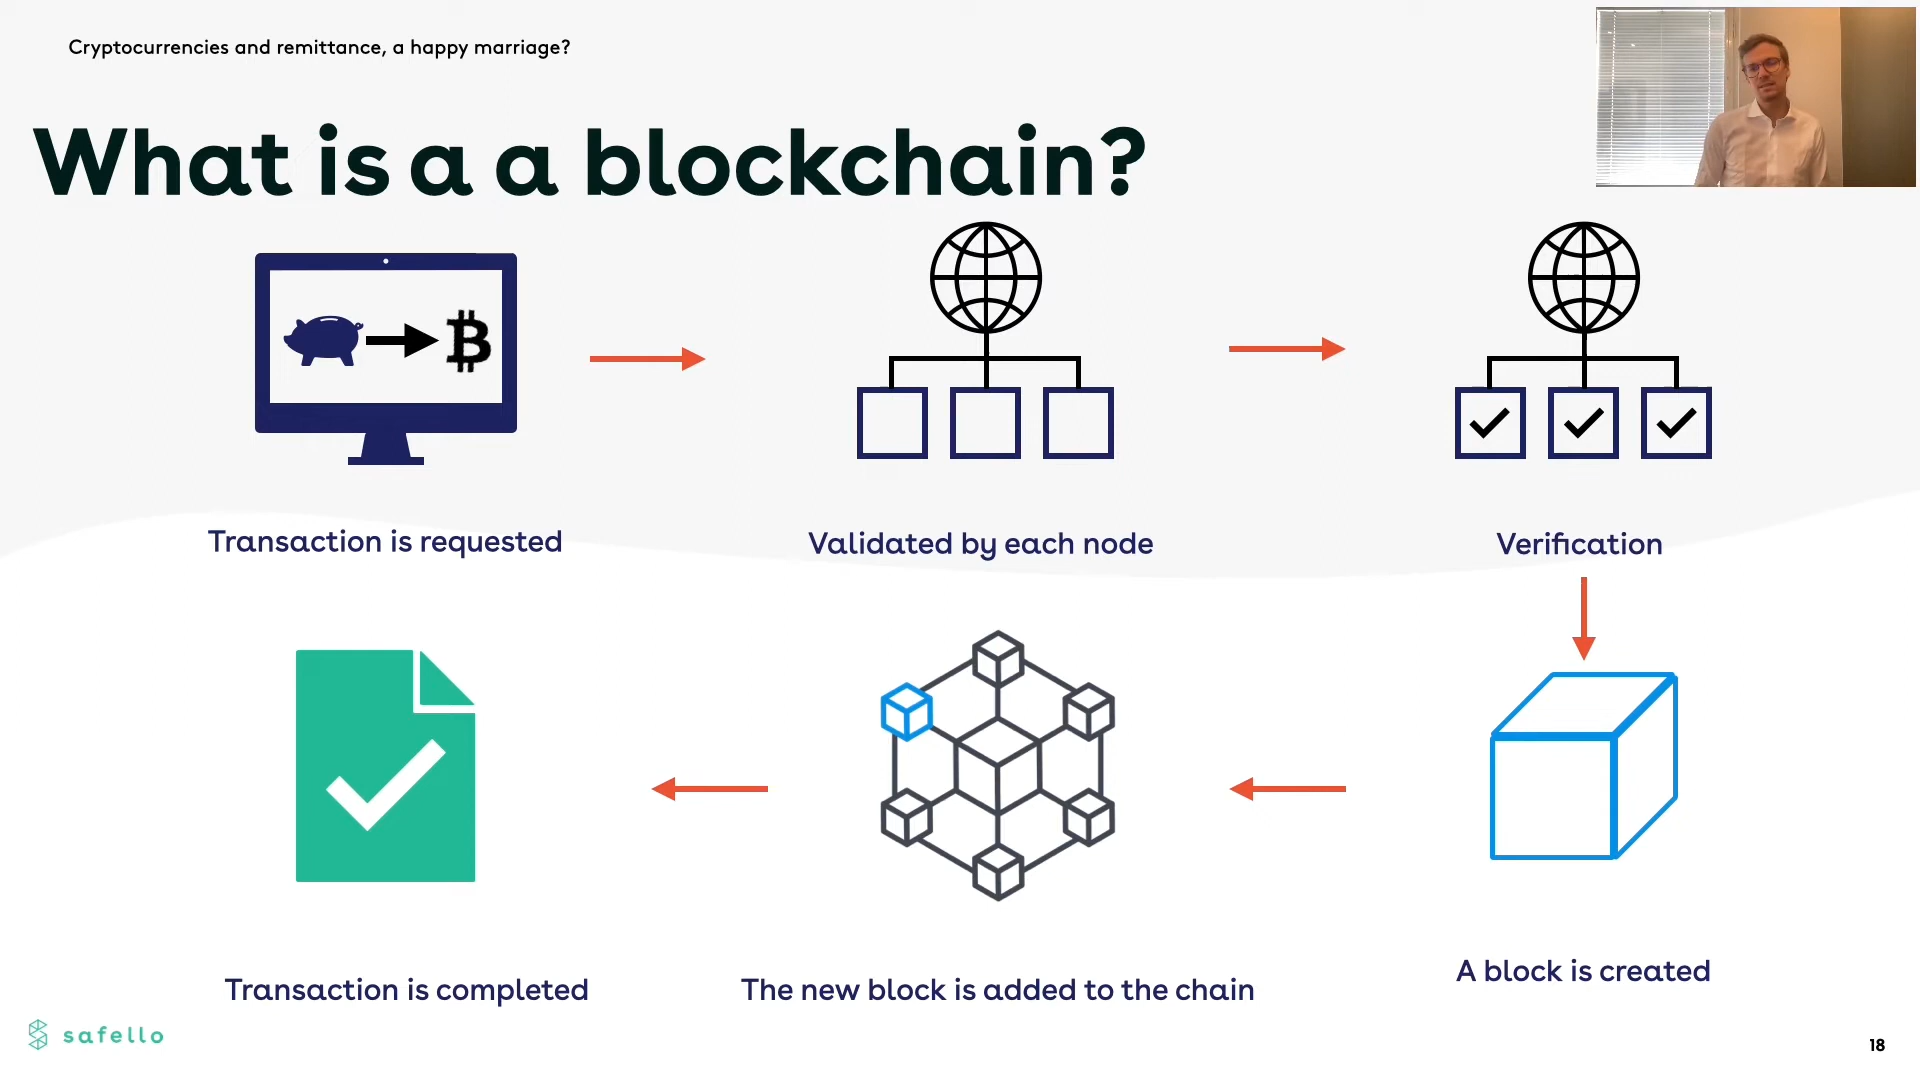 Cryptocurrencies and remittance, a happy marriage?
What is a a blockchain?
Transaction is requested
Validated by each node
Verification
Transaction is completed
The new block is added to the chain
A block is created
safello
18